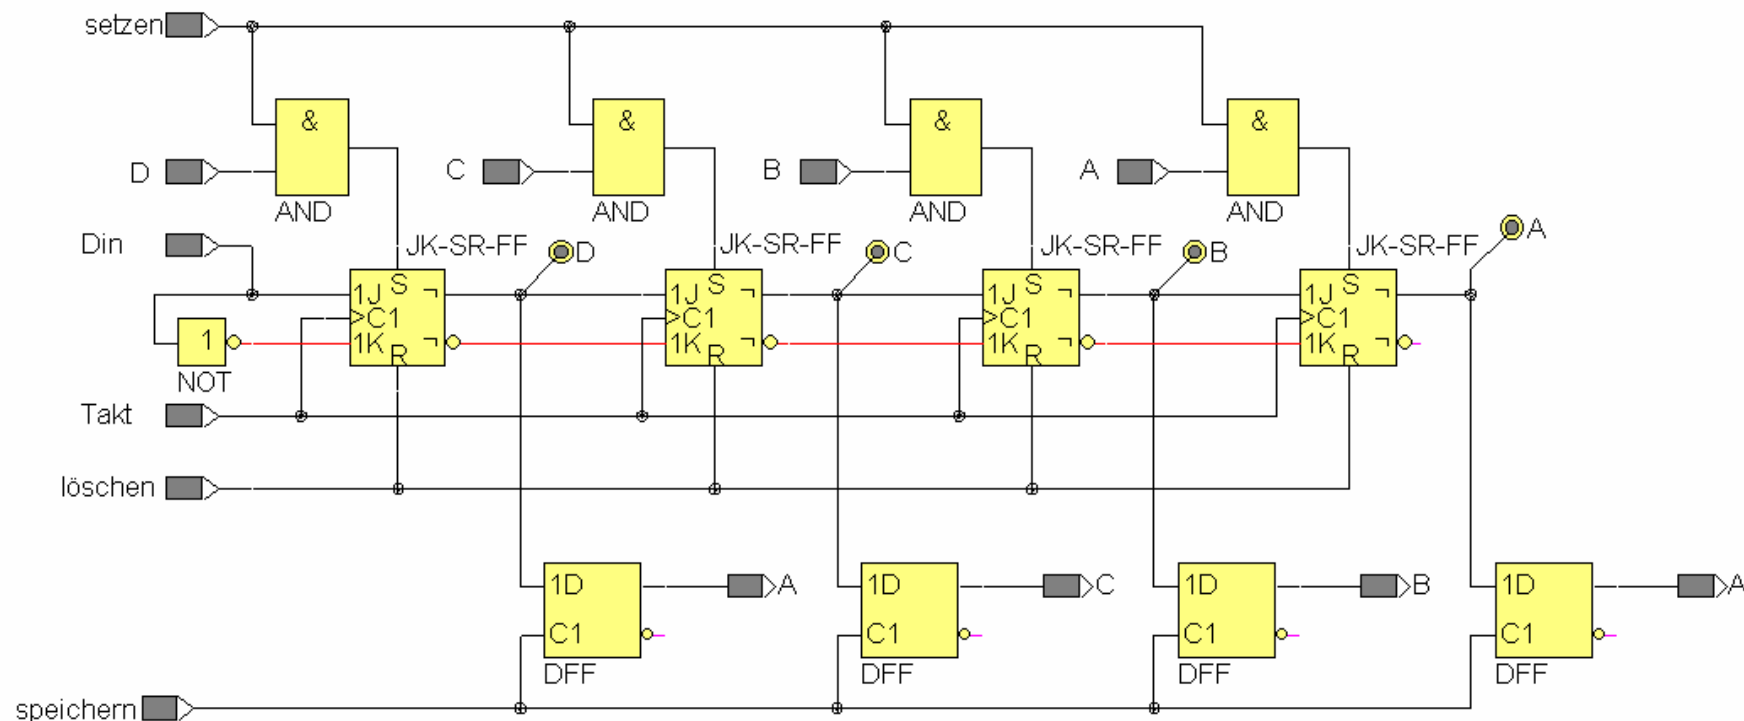 setzen
& & & &
D C B A
AND AND AND AND
Din JK-SR-FF D JK-SR-FF C JK-SR-FF B JK-SR-FF A
1J S ¬ 1J S ¬ 1J S ¬ 1J S ¬
1 C1 C1 C1 C1
1K R ¬ 1K R ¬ 1K R ¬ 1K R ¬
NOT
Takt
löschen
1D A 1D C 1D B 1D A
C1 C1 C1 C1
DFF DFF DFF DFF
speichern